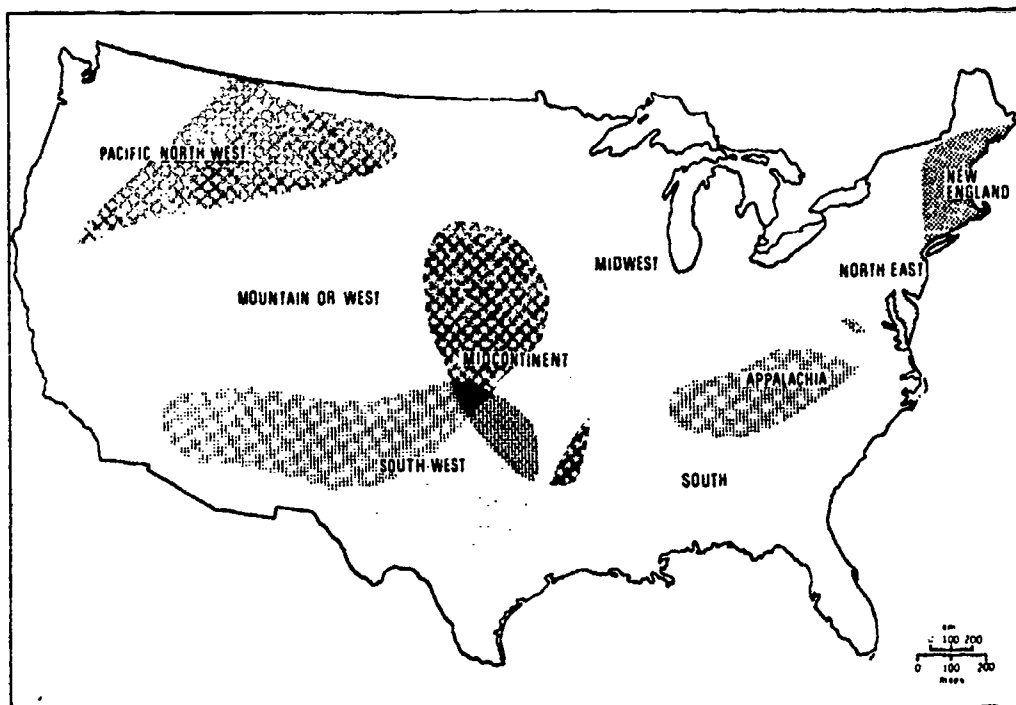 PACIFIC NORTH WEST
NEW
ENGLAND
MIDWEST
NORTH EAST
MOUNTAIN OR WEST
MIDCONTINENT
APPALACHIA
SOUTH-WEST
SOUTH
100 200
0 100 200